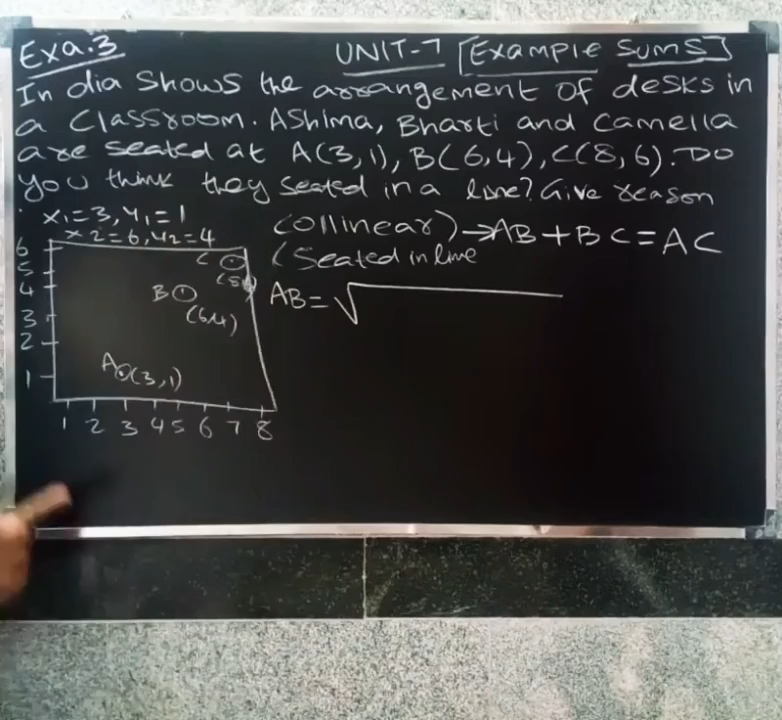 Exa.3 UNIT-7 [Example Sums]
In dia Shows the arrangement of desks in
a Classroom. AShima, Bharti and Camella
are seated at A(3,1), B(6,4), C(8,6). Do
you think they seated in a line? Give reason
x1=3, y1=1
x2=6, y2=4
Collinear) → AB+BC=AC
(Seated in line
AB=√
6
5
4
3
2
1
C
B
(6,4)
A (3,1)
1 2 3 4 5 6 7 8